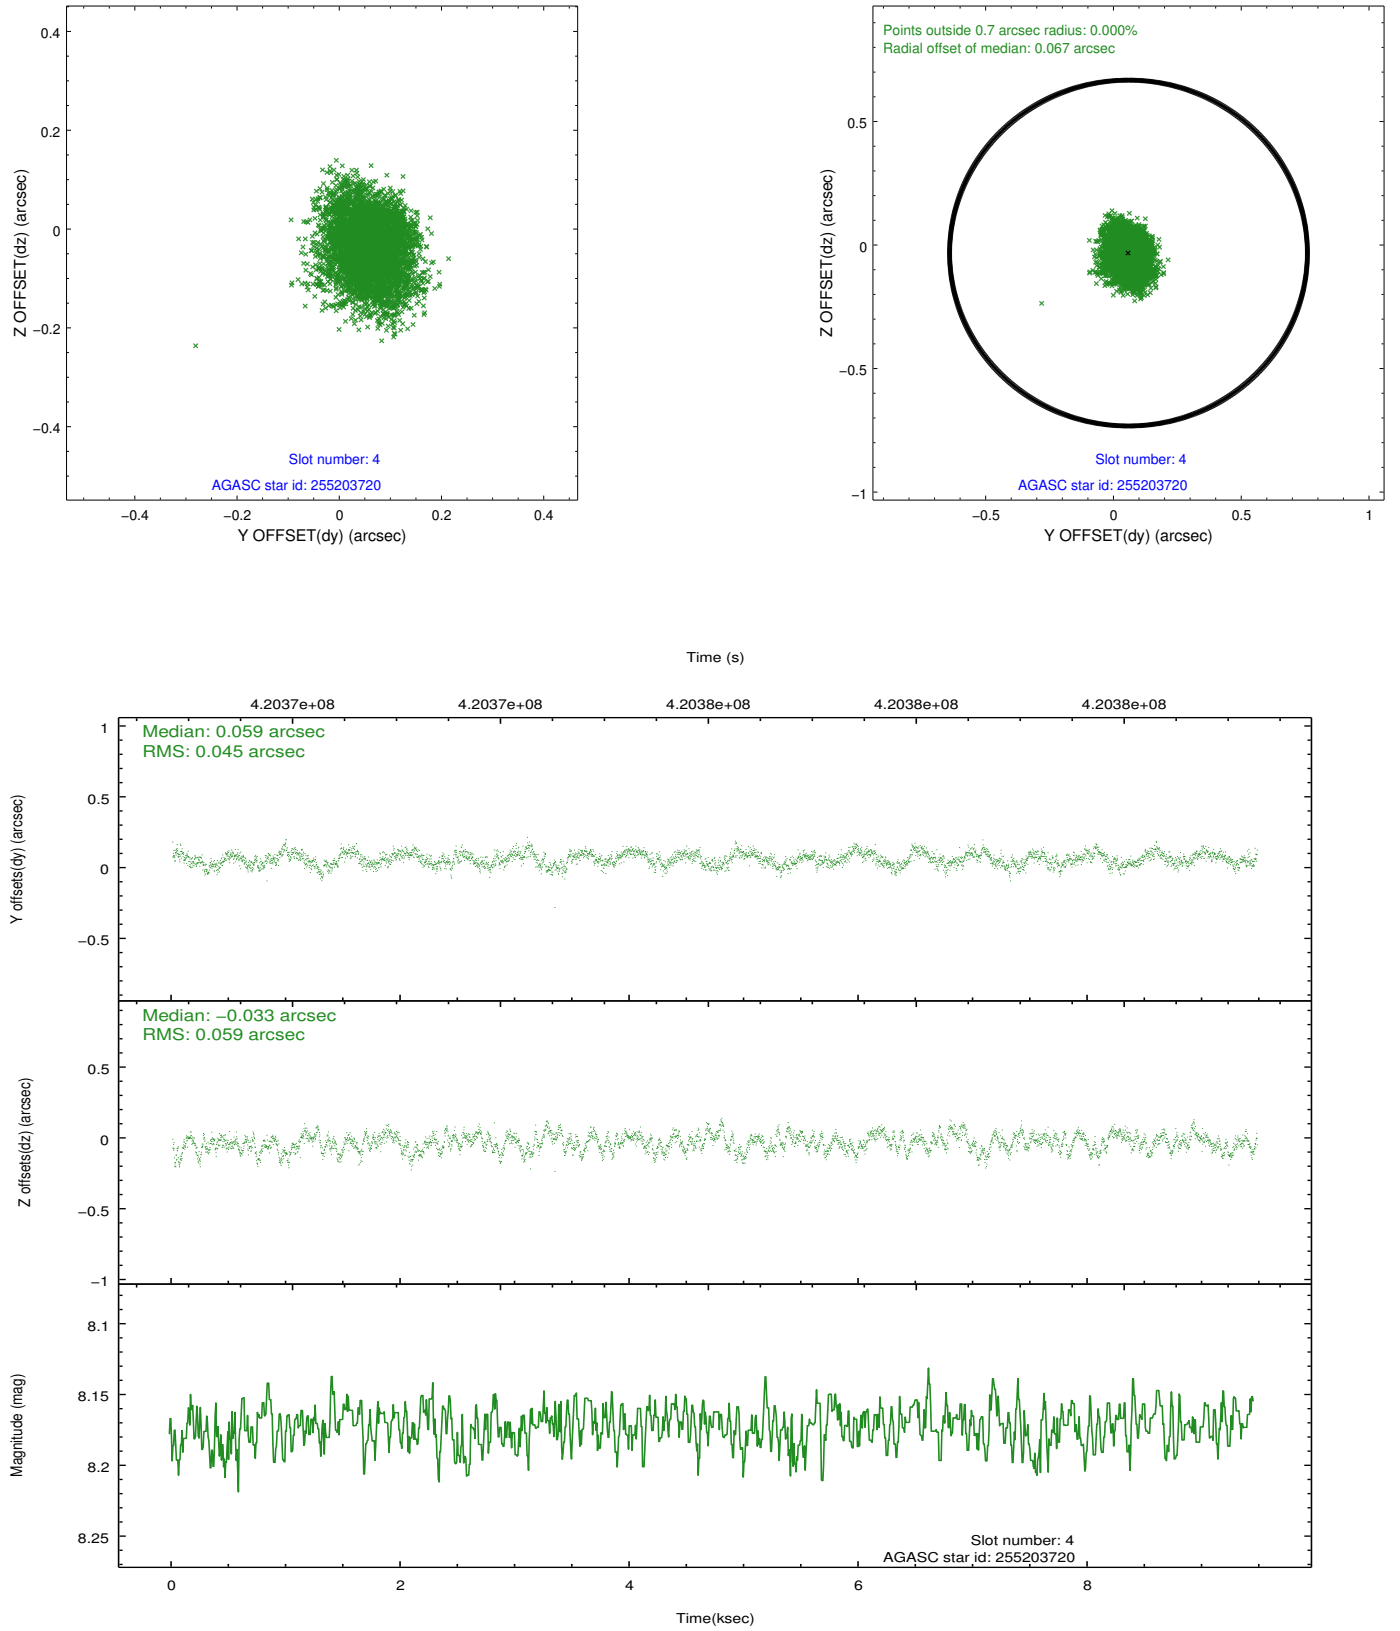 0.4
0.2
0
−0.2
−0.4
Z OFFSET(dz) (arcsec)
−0.4 −0.2 0 0.2 0.4
Y OFFSET(dy) (arcsec)
Slot number: 4
AGASC star id: 255203720
Points outside 0.7 arcsec radius: 0.000%
Radial offset of median: 0.067 arcsec
0.5
0
−0.5
−1
Z OFFSET(dz) (arcsec)
Slot number: 4
AGASC star id: 255203720
−0.5 0 0.5 1
Y OFFSET(dy) (arcsec)
Time (s)
4.2037e+08 4.2037e+08 4.2038e+08 4.2038e+08 4.2038e+08
Median: 0.059 arcsec
RMS: 0.045 arcsec
1
0.5
0
−0.5
Y offsets(dy) (arcsec)
Median: −0.033 arcsec
RMS: 0.059 arcsec
0.5
0
−0.5
−1
Z offsets(dz) (arcsec)
8.1
8.15
8.2
8.25
Magnitude (mag)
Slot number: 4
AGASC star id: 255203720
0 2 4 6 8
Time(ksec)